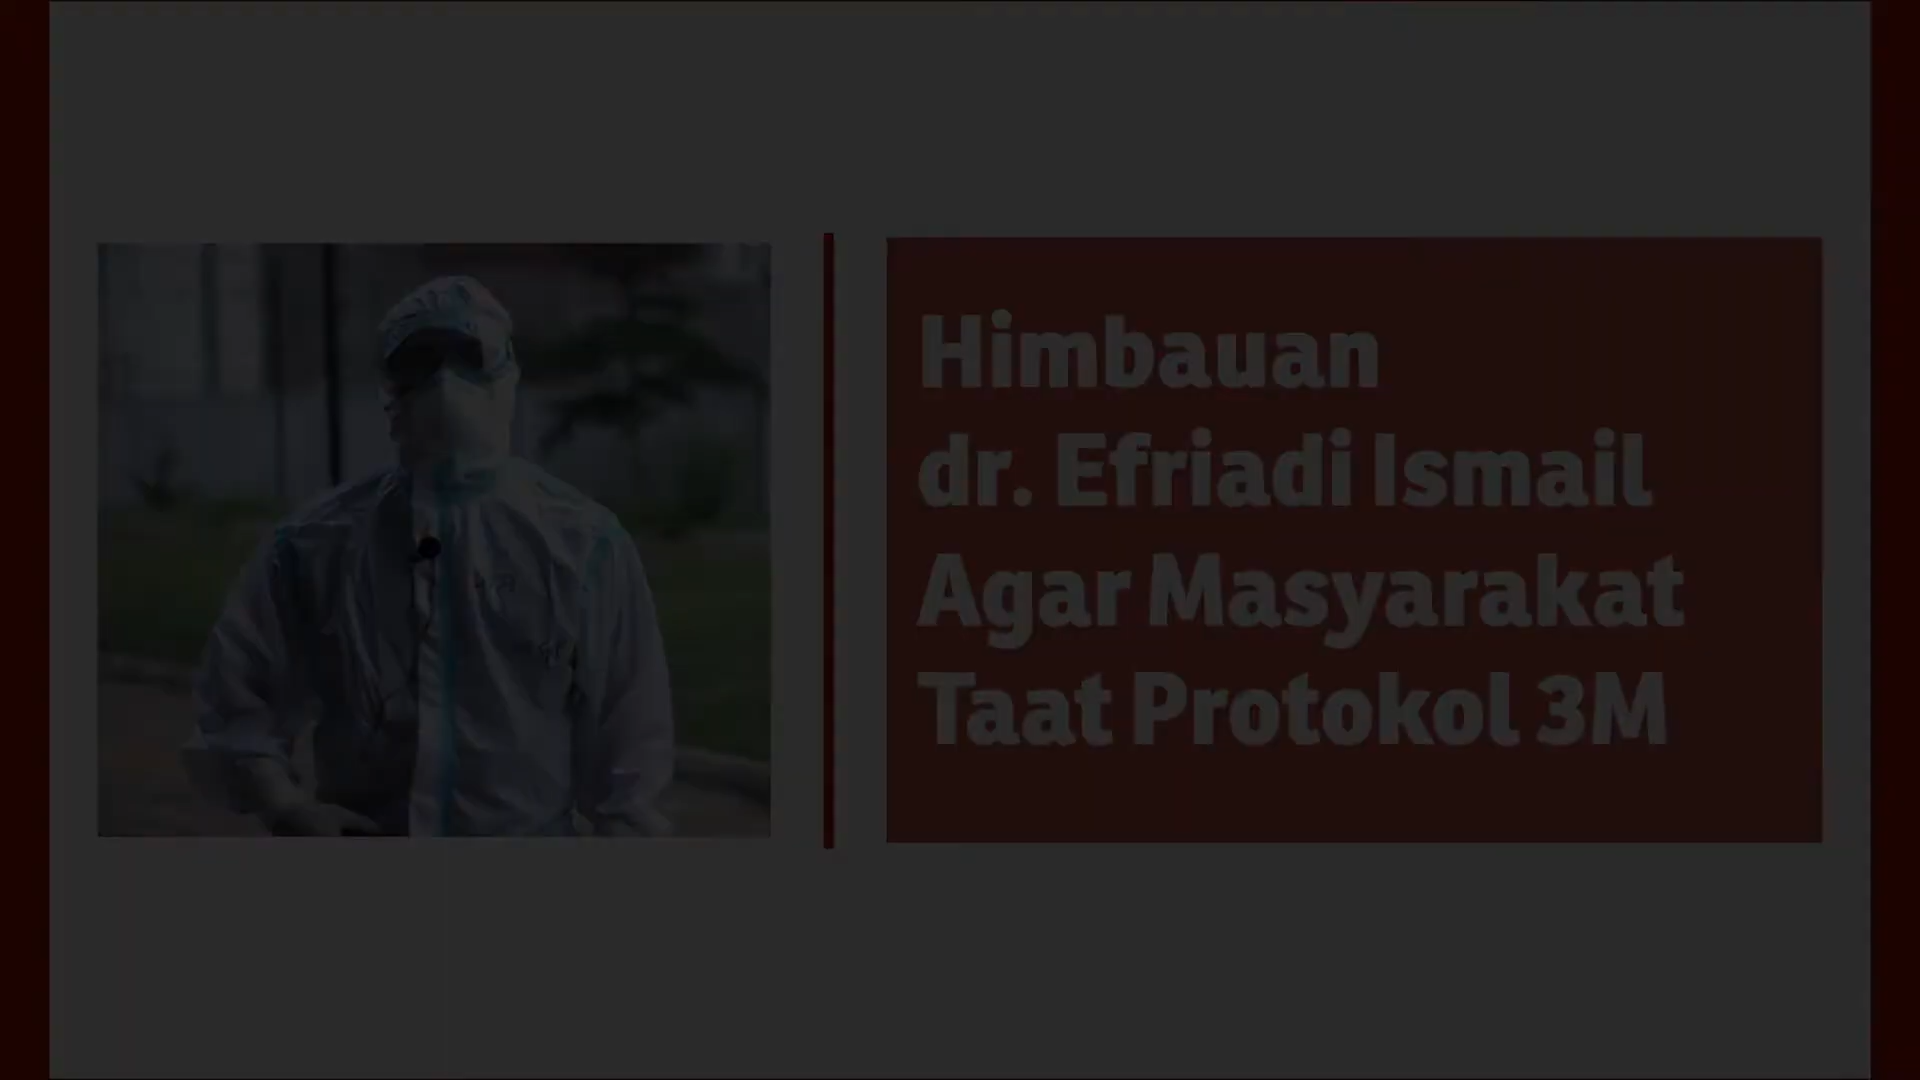 Himbauan
dr. Efriadi Ismail
Agar Masyarakat
Taat Protokol 3M